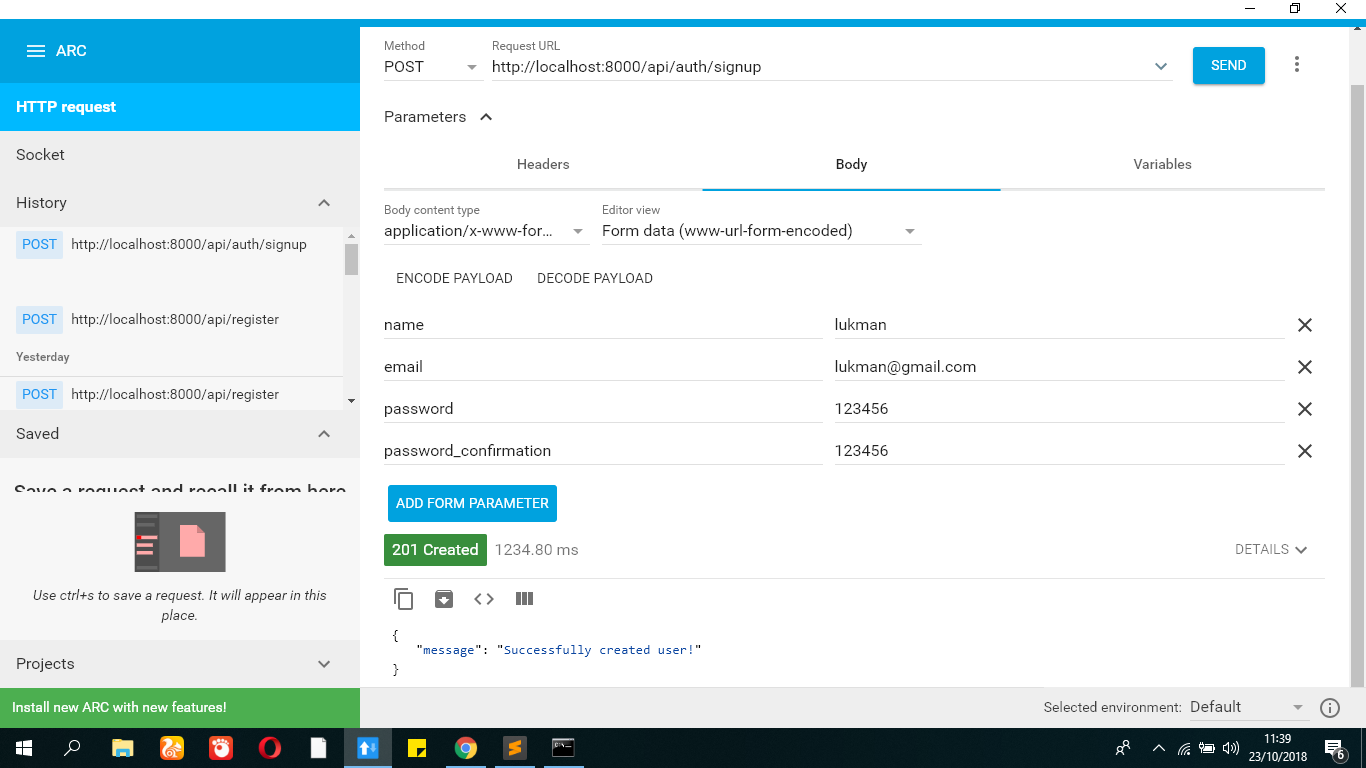 ARC
HTTP request
Socket
History
POST http://localhost:8000/api/auth/signup
POST http://localhost:8000/api/register
Yesterday
POST http://localhost:8000/api/register
Saved
Save a request and recall it from here
Use ctrl+s to save a request. It will appear in this
place.
Projects
Install new ARC with new features!
Method
POST
Request URL
http://localhost:8000/api/auth/signup
SEND
Parameters
Headers Body Variables
Body content type
application/x-www-for...
Editor view
Form data (www-url-form-encoded)
ENCODE PAYLOAD DECODE PAYLOAD
name lukman
email lukman@gmail.com
password 123456
password_confirmation 123456
ADD FORM PARAMETER
201 Created 1234.80 ms DETAILS
{
"message": "Successfully created user!"
}
Selected environment: Default
11:39
23/10/2018
6